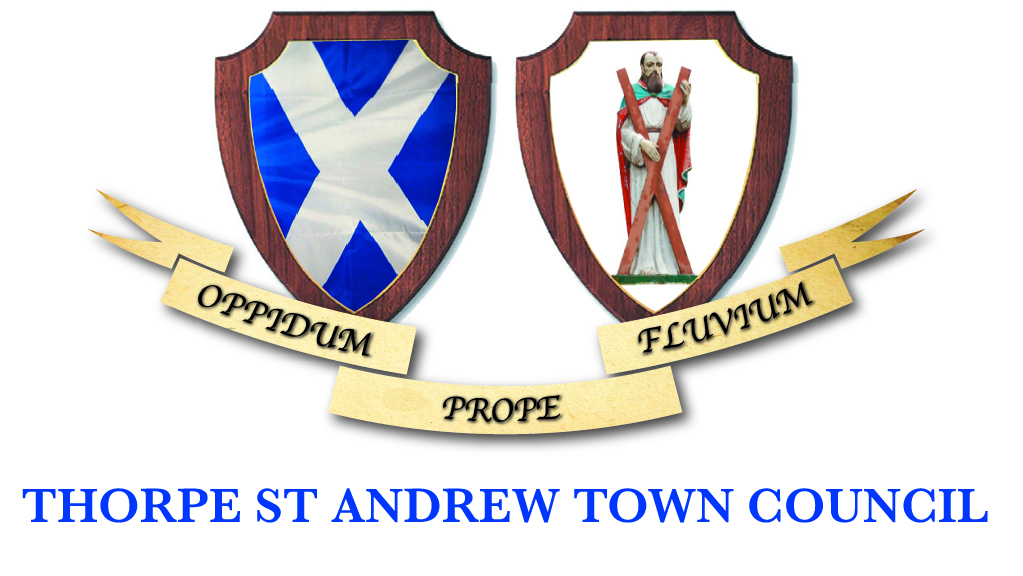 OPPIDUM
PROPE
FLUVIUM
THORPE ST ANDREW TOWN COUNCIL